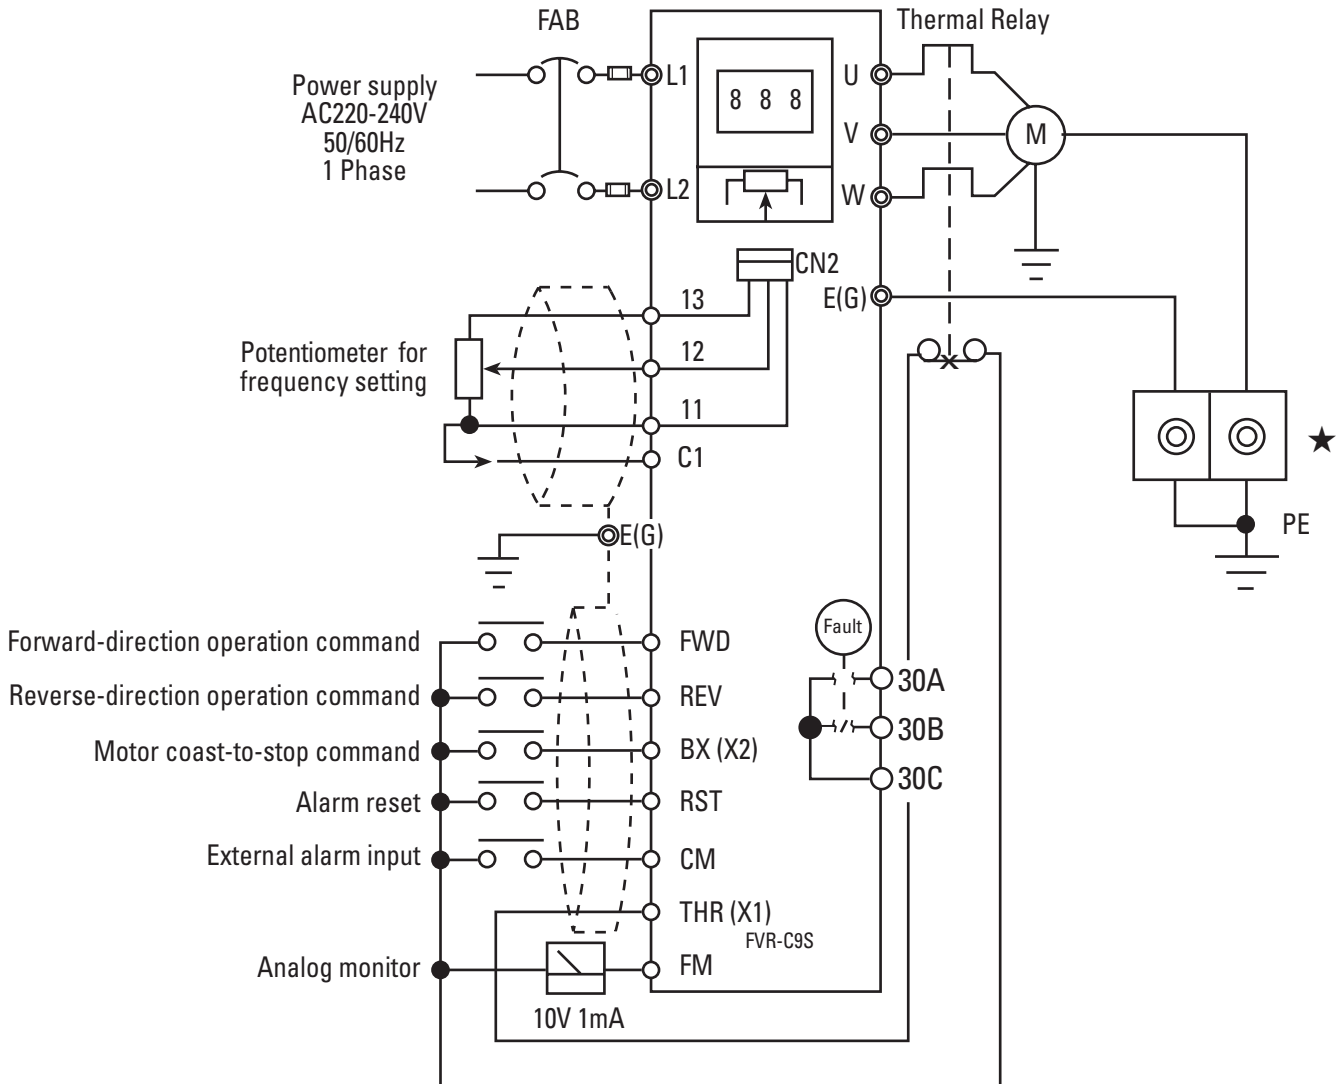 FAB
Thermal Relay
Power supply
AC220-240V
50/60Hz
1 Phase
L1
8 8 8
U
V
M
L2
W
CN2
E(G)
13
Potentiometer for
frequency setting
12
11
C1
★
PE
E(G)
Fault
Forward-direction operation command
FWD
30A
Reverse-direction operation command
REV
30B
Motor coast-to-stop command
BX (X2)
30C
Alarm reset
RST
External alarm input
CM
THR (X1)
FVR-C9S
Analog monitor
FM
10V 1mA